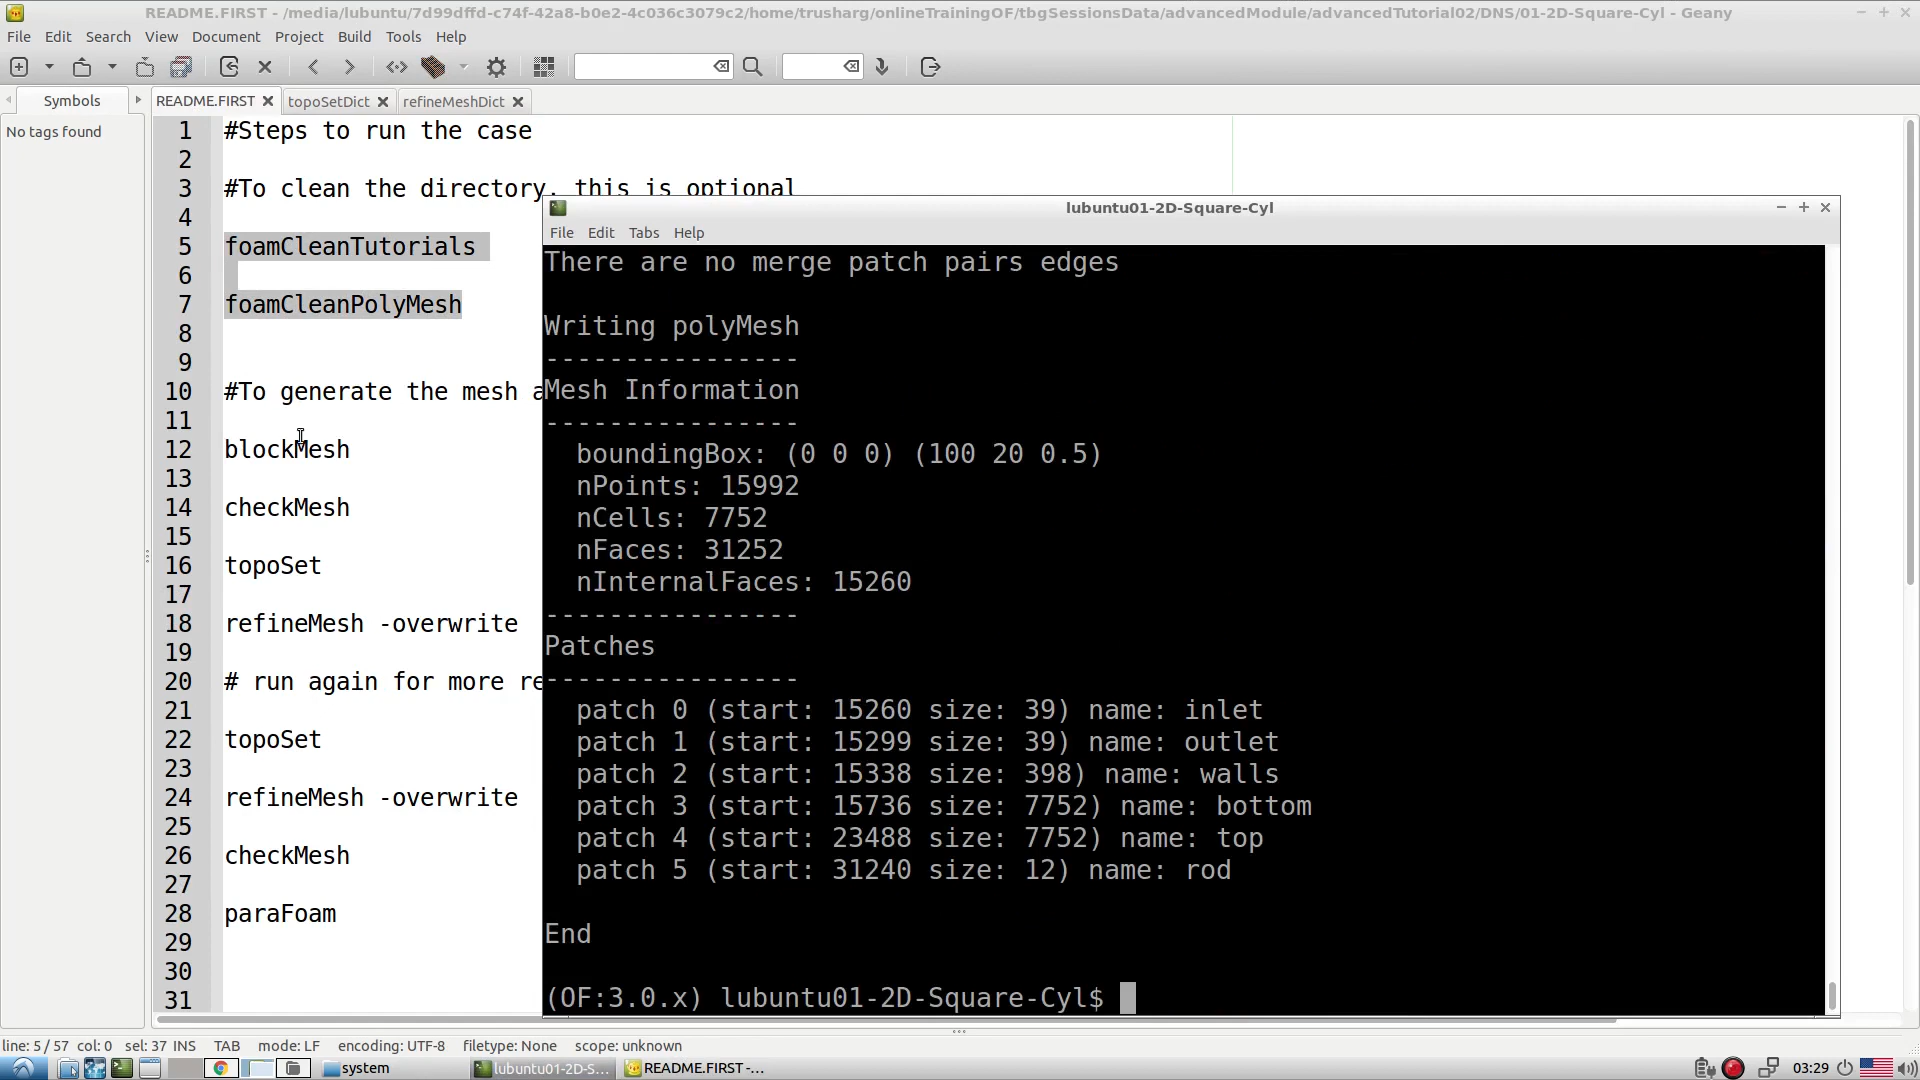 README.FIRST - /media/lubuntu/7d99dffd-c74f-42a8-b0e2-4c036c3079c2/home/trusharg/onlineTrainingOF/tbgSessionsData/advancedModule/advancedTutorial02/DNS/01-2D-Square-Cyl - Geany
File Edit Search View Document Project Build Tools Help
Symbols README.FIRST topoSetDict refineMeshDict
No tags found
1 #Steps to run the case
2
3 #To clean the directory, this is optional
4
5 foamCleanTutorials
6
7 foamCleanPolyMesh
8
9
10 #To generate the mesh a
11
12 blockMesh
13
14 checkMesh
15
16 topoSet
17
18 refineMesh -overwrite
19
20 # run again for more re
21
22 topoSet
23
24 refineMesh -overwrite
25
26 checkMesh
27
28 paraFoam
29
30
31
lubuntu01-2D-Square-Cyl
File Edit Tabs Help
There are no merge patch pairs edges
Writing polyMesh
----------------
Mesh Information
----------------
boundingBox: (0 0 0) (100 20 0.5)
nPoints: 15992
nCells: 7752
nFaces: 31252
nInternalFaces: 15260
----------------
Patches
----------------
patch 0 (start: 15260 size: 39) name: inlet
patch 1 (start: 15299 size: 39) name: outlet
patch 2 (start: 15338 size: 398) name: walls
patch 3 (start: 15736 size: 7752) name: bottom
patch 4 (start: 23488 size: 7752) name: top
patch 5 (start: 31240 size: 12) name: rod
End
(OF:3.0.x) lubuntu01-2D-Square-Cyl$
line: 5 / 57 col: 0 sel: 37 INS TAB mode: LF encoding: UTF-8 filetype: None scope: unknown
system lubuntu01-2D-S... README.FIRST -... 03:29